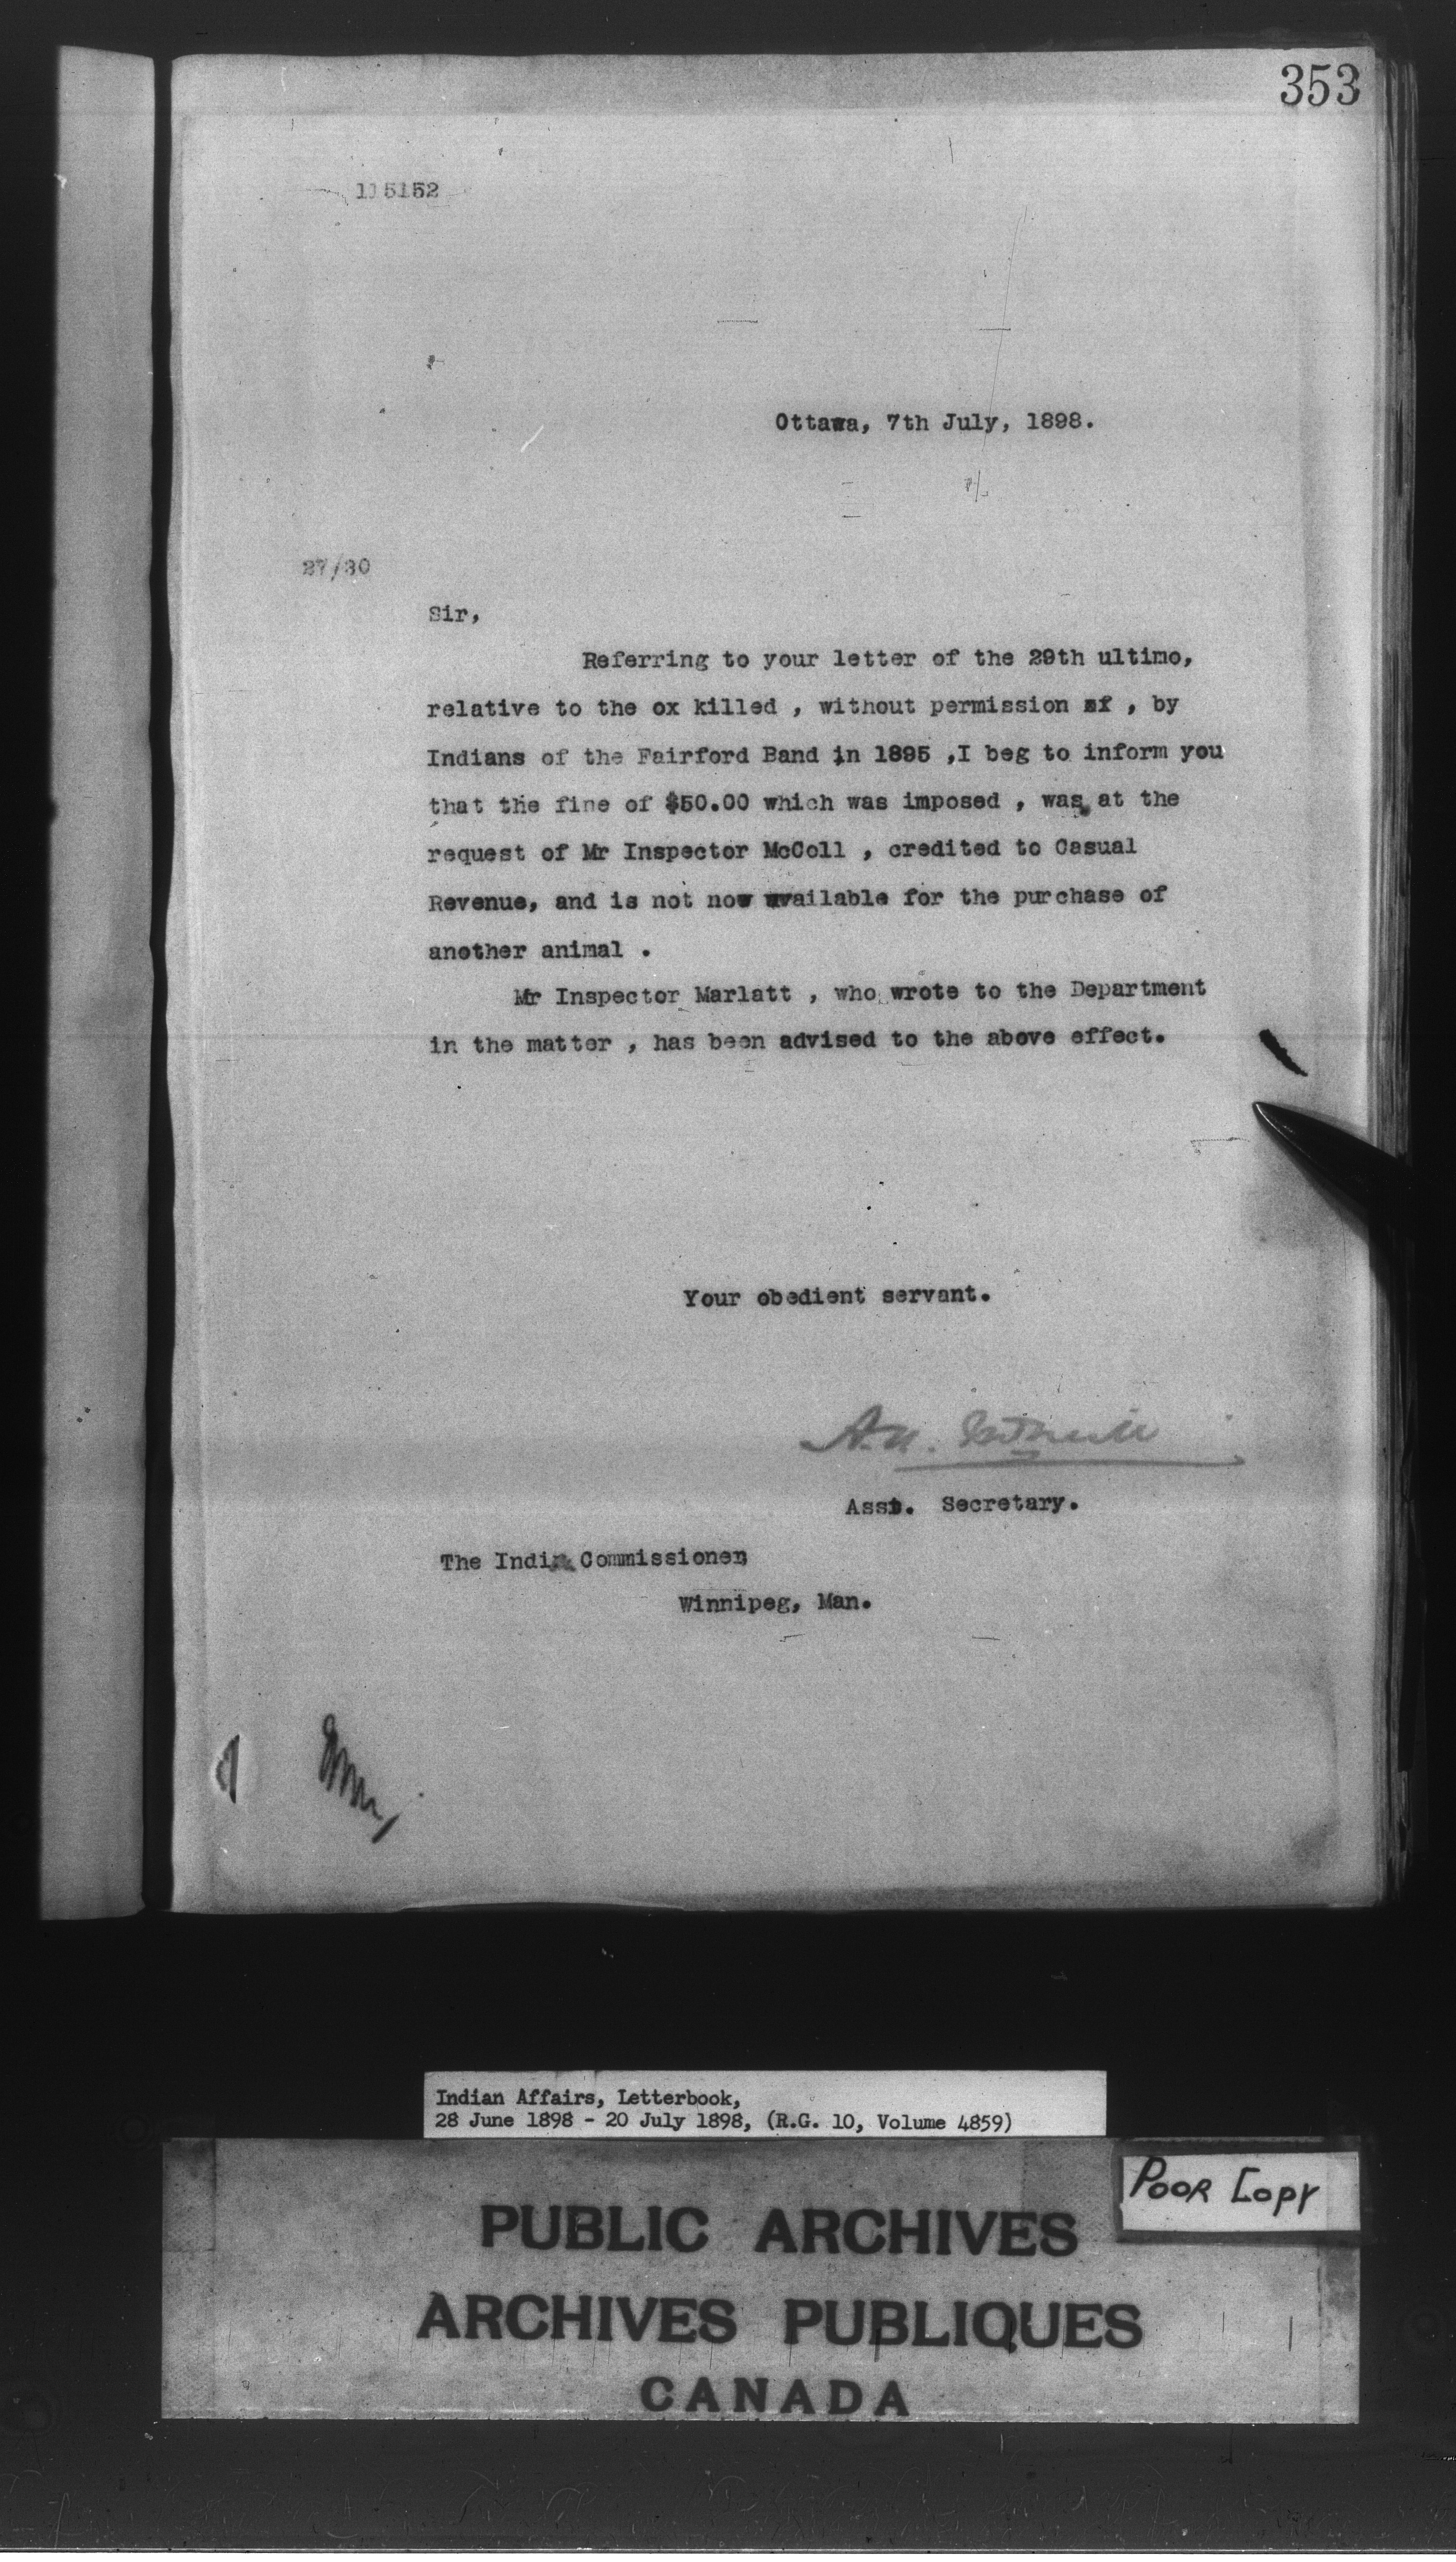 353
115152
Ottawa, 7th July, 1898.
27/30
Sir,
Referring to your letter of the 29th ultimo,
relative to the ox killed , without permission of , by
Indians of the Fairford Band in 1895 ,I beg to inform you
that the fine of $50.00 which was imposed , was at the
request of Mr Inspector McColl , credited to Casual
Revenue, and is not now available for the purchase of
another animal .
Mr Inspector Marlatt , who wrote to the Department
in the matter , has been advised to the above effect.
Your obedient servant.
Asst. Secretary.
The Indian Commissioner,
Winnipeg, Man.
Indian Affairs, Letterbook,
28 June 1898 - 20 July 1898, (R.G. 10, Volume 4859)
POOR COPY
PUBLIC ARCHIVES
ARCHIVES PUBLIQUES
CANADA